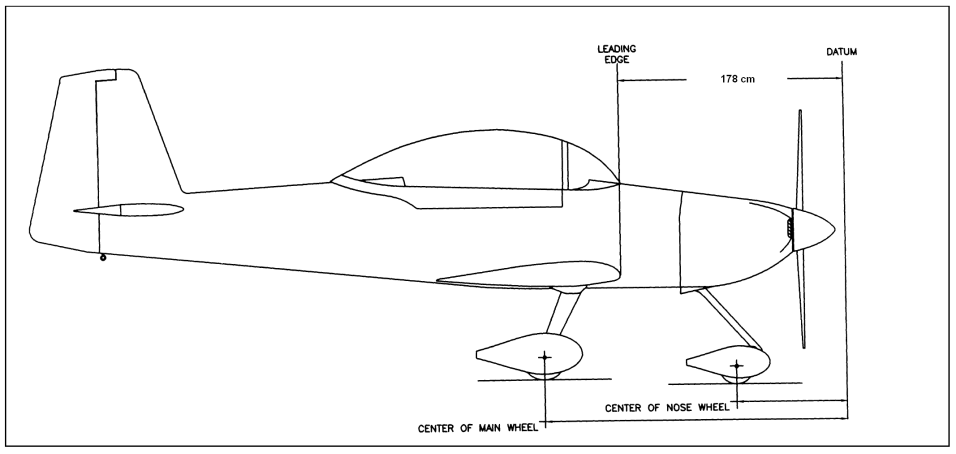 LEADING
EDGE
DATUM
178 cm
CENTER OF NOSE WHEEL
CENTER OF MAIN WHEEL